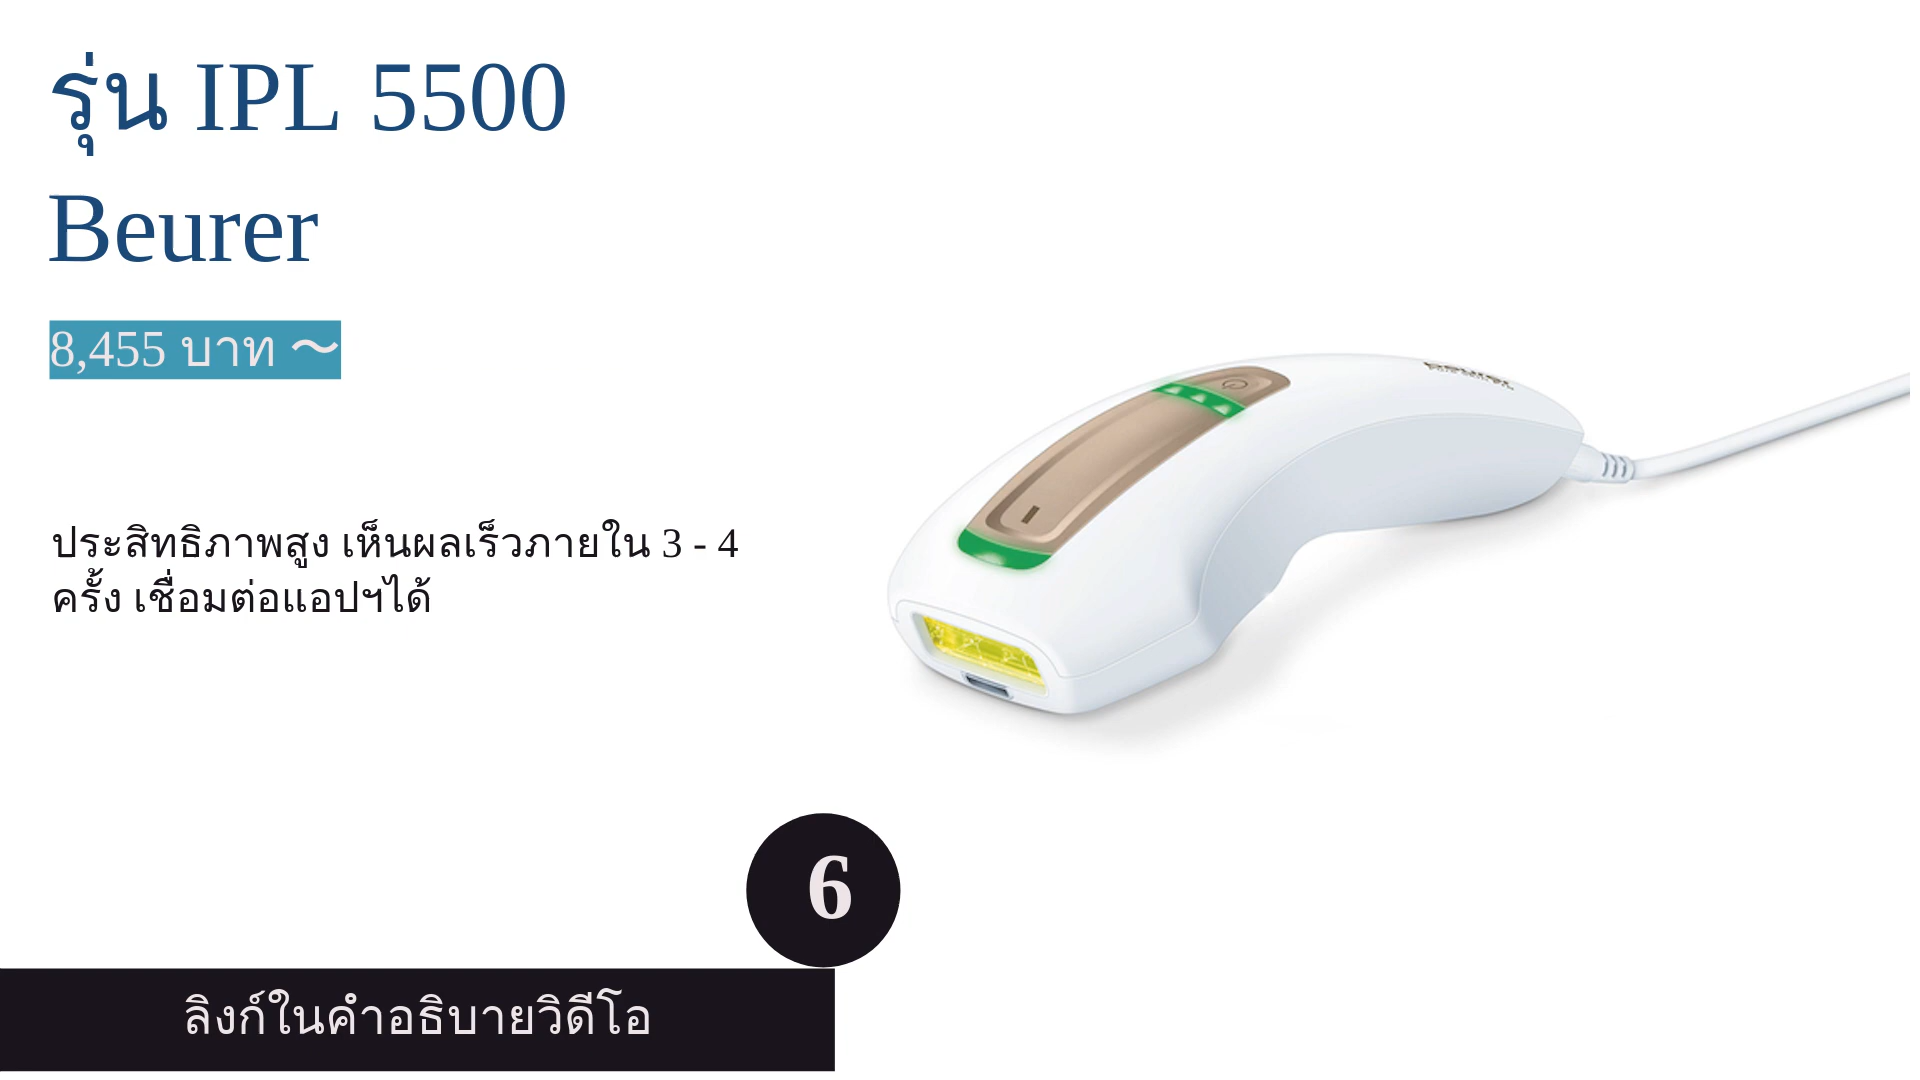 รุ่น IPL 5500
Beurer
8,455 บาท ～
ประสิทธิภาพสูง เห็นผลเร็วภายใน 3 - 4
ครั้ง เชื่อมต่อแอปฯได้
beurer
6
ลิงก์ในคำอธิบายวิดีโอ